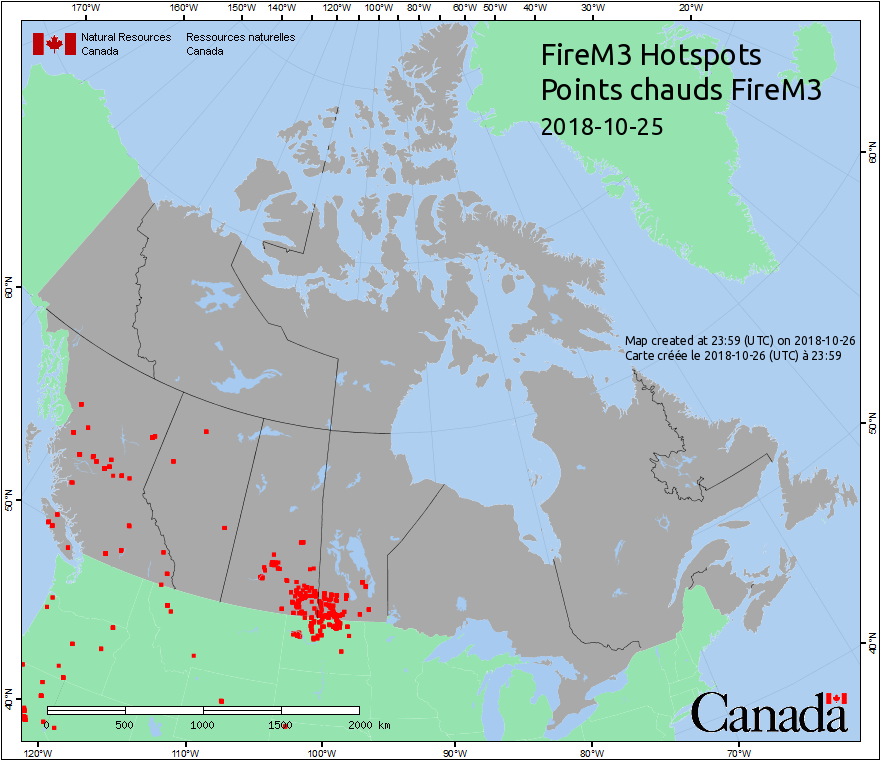 170°W 160°W 150°W 140°W 130°W 120°W 110°W 100°W 90°W 80°W 60°W 50°W 40°W 30°W 20°W
Natural Resources Ressources naturelles
Canada Canada
FireM3 Hotspots
Points chauds FireM3
2018-10-25
60°N 60°N
Map created at 23:59 (UTC) on 2018-10-26
Carte créée le 2018-10-26 (UTC) à 23:59
50°N 50°N
40°N 40°N
Canada
0 500 1000 1500 2000 km
120°W 110°W 100°W 90°W 80°W 70°W